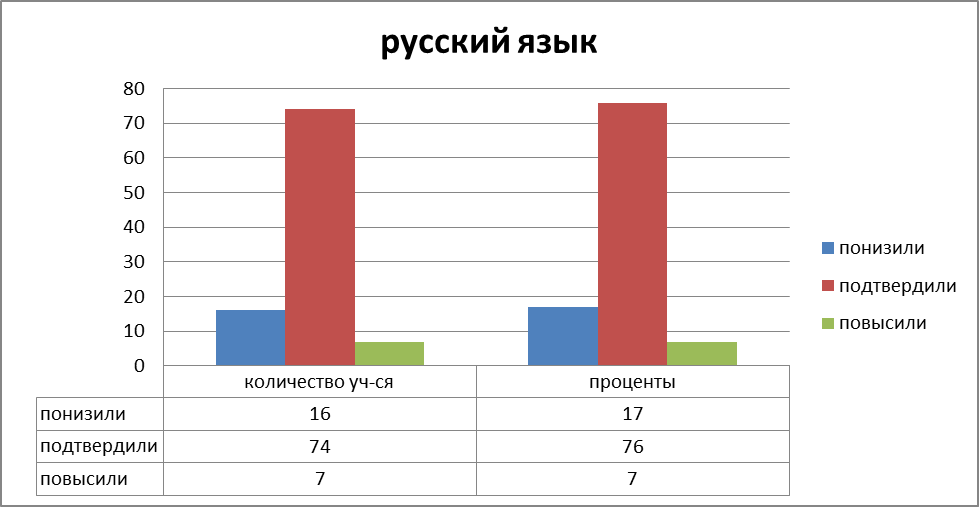 русский язык
80
70
60
50
40
30
20
10
0
понизили
подтвердили
повысили
количество уч-ся проценты
понизили 16 17
подтвердили 74 76
повысили 7 7